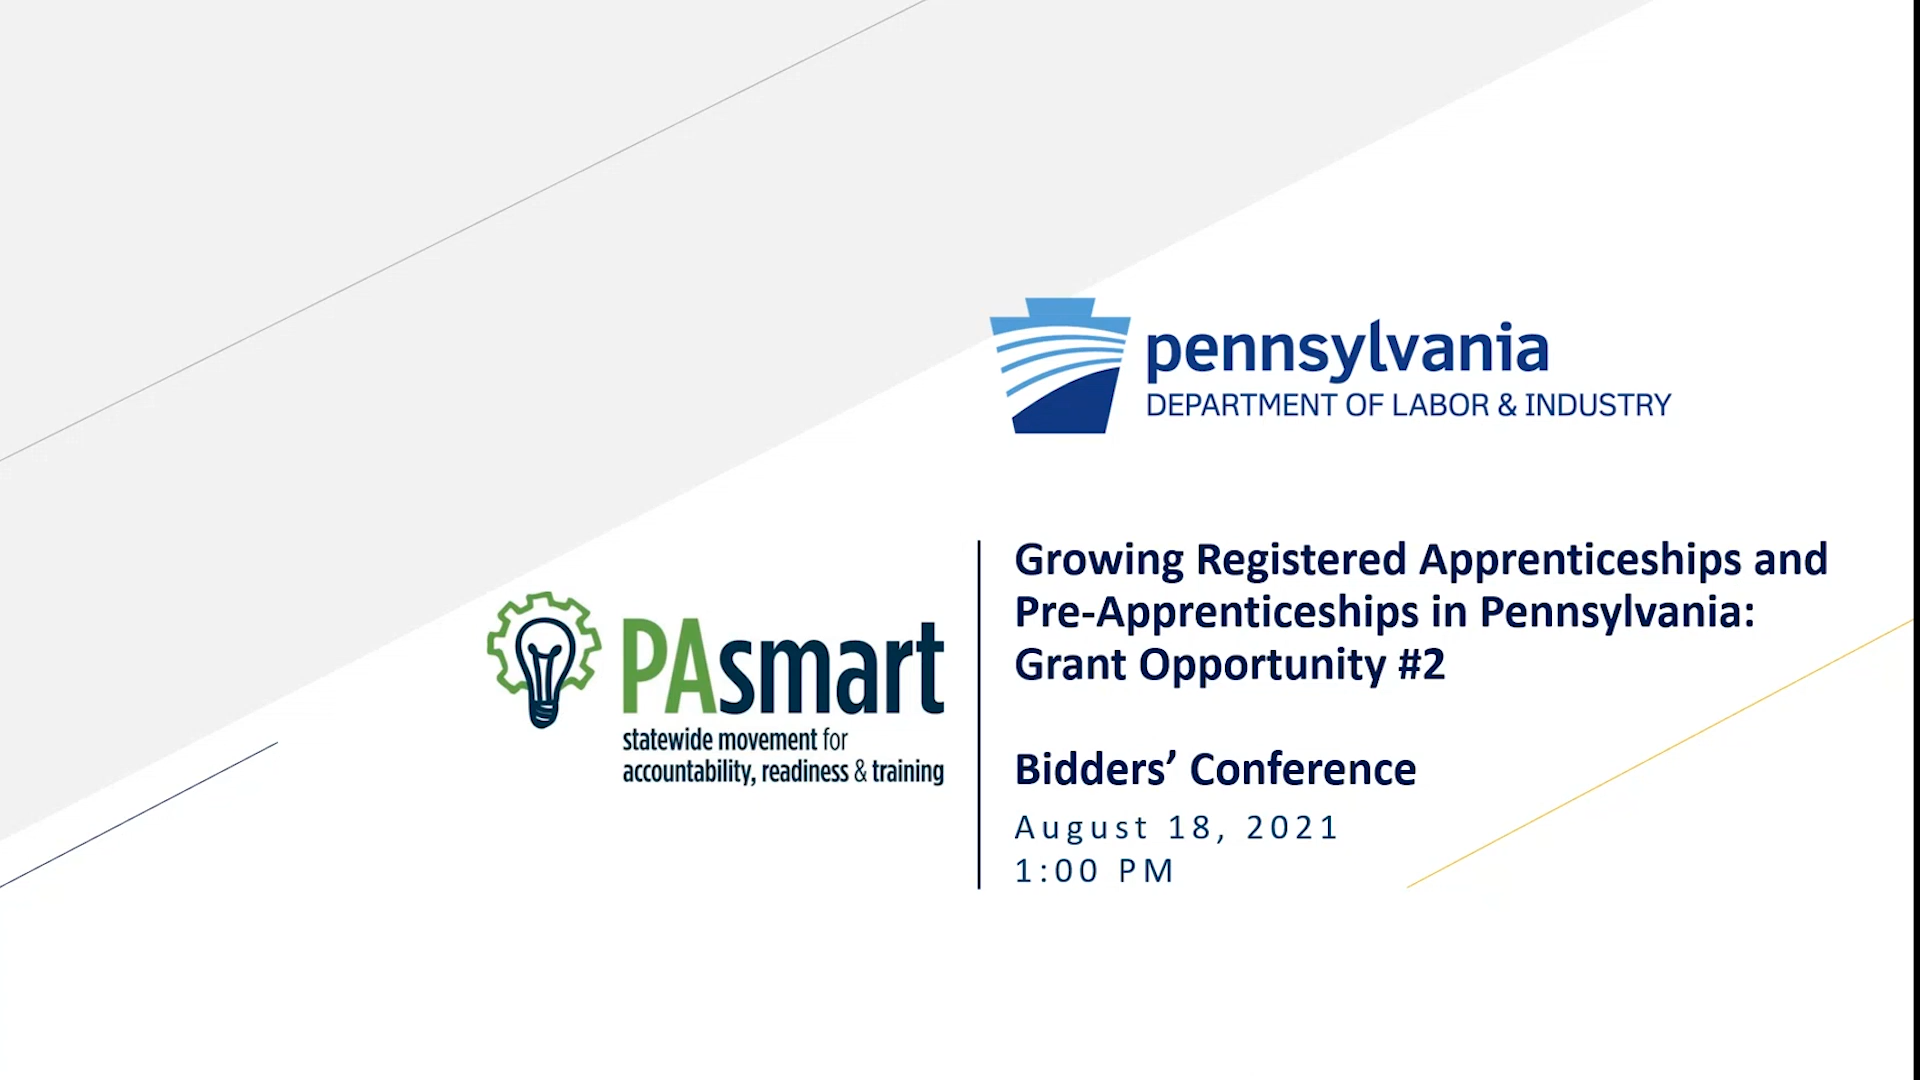 pennsylvania
DEPARTMENT OF LABOR & INDUSTRY
PAsmart
statewide movement for
accountability, readiness & training
Growing Registered Apprenticeships and
Pre-Apprenticeships in Pennsylvania:
Grant Opportunity #2
Bidders’ Conference
August 18, 2021
1:00 PM